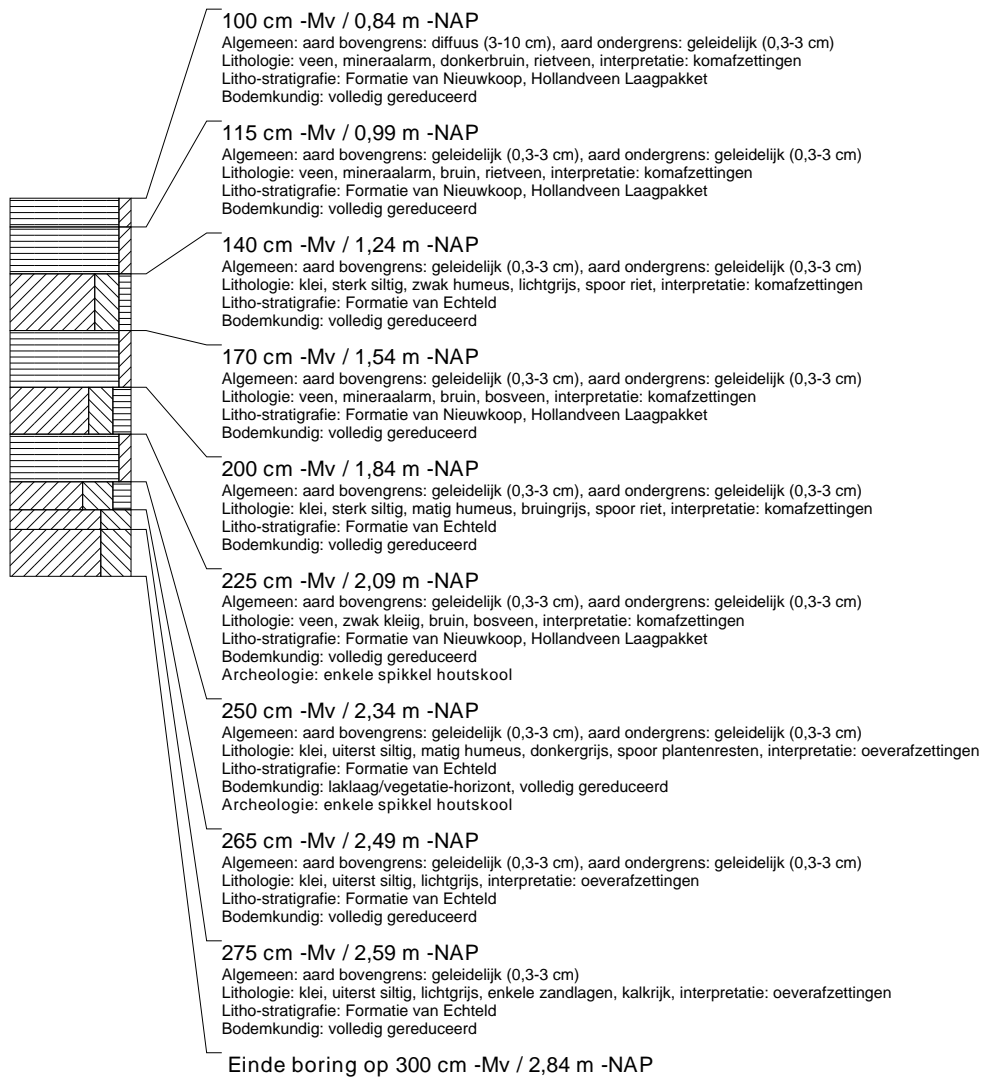 100 cm -Mv / 0,84 m -NAP
Algemeen: aard bovengrens: diffuus (3-10 cm), aard ondergrens: geleidelijk (0,3-3 cm)
Lithologie: veen, mineraalarm, donkerbruin, rietveen, interpretatie: komafzettingen
Litho-stratigrafie: Formatie van Nieuwkoop, Hollandveen Laagpakket
Bodemkundig: volledig gereduceerd
115 cm -Mv / 0,99 m -NAP
Algemeen: aard bovengrens: geleidelijk (0,3-3 cm), aard ondergrens: geleidelijk (0,3-3 cm)
Lithologie: veen, mineraalarm, bruin, rietveen, interpretatie: komafzettingen
Litho-stratigrafie: Formatie van Nieuwkoop, Hollandveen Laagpakket
Bodemkundig: volledig gereduceerd
140 cm -Mv / 1,24 m -NAP
Algemeen: aard bovengrens: geleidelijk (0,3-3 cm), aard ondergrens: geleidelijk (0,3-3 cm)
Lithologie: klei, sterk siltig, zwak humeus, lichtgrijs, spoor riet, interpretatie: komafzettingen
Litho-stratigrafie: Formatie van Echteld
Bodemkundig: volledig gereduceerd
170 cm -Mv / 1,54 m -NAP
Algemeen: aard bovengrens: geleidelijk (0,3-3 cm), aard ondergrens: geleidelijk (0,3-3 cm)
Lithologie: veen, mineraalarm, bruin, bosveen, interpretatie: komafzettingen
Litho-stratigrafie: Formatie van Nieuwkoop, Hollandveen Laagpakket
Bodemkundig: volledig gereduceerd
200 cm -Mv / 1,84 m -NAP
Algemeen: aard bovengrens: geleidelijk (0,3-3 cm), aard ondergrens: geleidelijk (0,3-3 cm)
Lithologie: klei, sterk siltig, matig humeus, bruingrijs, spoor riet, interpretatie: komafzettingen
Litho-stratigrafie: Formatie van Echteld
Bodemkundig: volledig gereduceerd
225 cm -Mv / 2,09 m -NAP
Algemeen: aard bovengrens: geleidelijk (0,3-3 cm), aard ondergrens: geleidelijk (0,3-3 cm)
Lithologie: veen, zwak kleiig, bruin, bosveen, interpretatie: komafzettingen
Litho-stratigrafie: Formatie van Nieuwkoop, Hollandveen Laagpakket
Bodemkundig: volledig gereduceerd
Archeologie: enkele spikkel houtskool
250 cm -Mv / 2,34 m -NAP
Algemeen: aard bovengrens: geleidelijk (0,3-3 cm), aard ondergrens: geleidelijk (0,3-3 cm)
Lithologie: klei, uiterst siltig, matig humeus, donkergrijs, spoor plantenresten, interpretatie: oeverafzettingen
Litho-stratigrafie: Formatie van Echteld
Bodemkundig: laklaag/vegetatie-horizont, volledig gereduceerd
Archeologie: enkele spikkel houtskool
265 cm -Mv / 2,49 m -NAP
Algemeen: aard bovengrens: geleidelijk (0,3-3 cm), aard ondergrens: geleidelijk (0,3-3 cm)
Lithologie: klei, uiterst siltig, lichtgrijs, interpretatie: oeverafzettingen
Litho-stratigrafie: Formatie van Echteld
Bodemkundig: volledig gereduceerd
275 cm -Mv / 2,59 m -NAP
Algemeen: aard bovengrens: geleidelijk (0,3-3 cm)
Lithologie: klei, uiterst siltig, lichtgrijs, enkele zandlagen, kalkrijk, interpretatie: oeverafzettingen
Litho-stratigrafie: Formatie van Echteld
Bodemkundig: volledig gereduceerd
Einde boring op 300 cm -Mv / 2,84 m -NAP